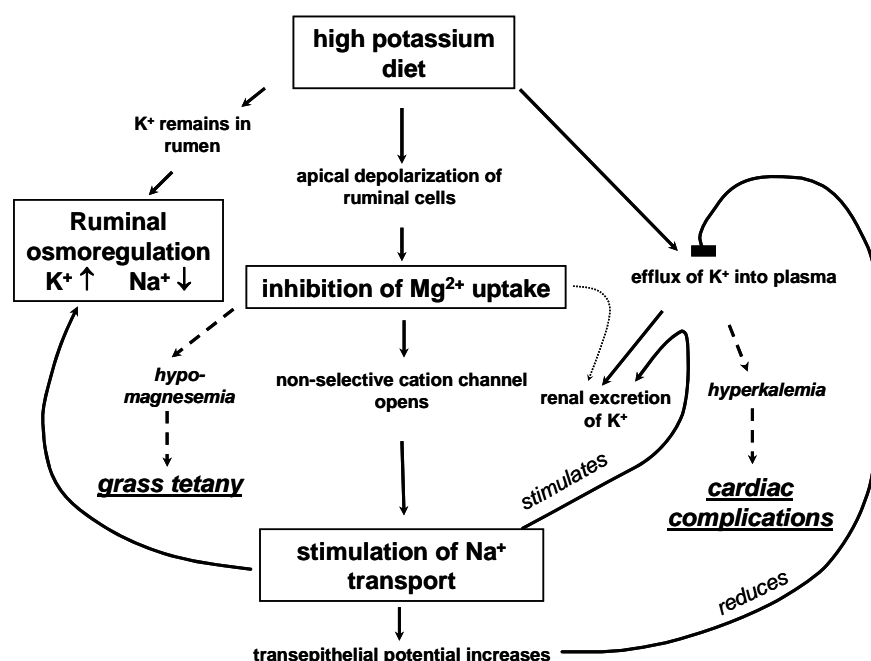 high potassium
diet
K⁺ remains in
rumen
apical depolarization of
ruminal cells
Ruminal
osmoregulation
K⁺ ↑ Na⁺ ↓
inhibition of Mg²⁺ uptake
efflux of K⁺ into plasma
hypo-
magnesemia
non-selective cation channel
opens
renal excretion
of K⁺
hyperkalemia
grass tetany
stimulates
cardiac
complications
stimulation of Na⁺
transport
reduces
transepithelial potential increases